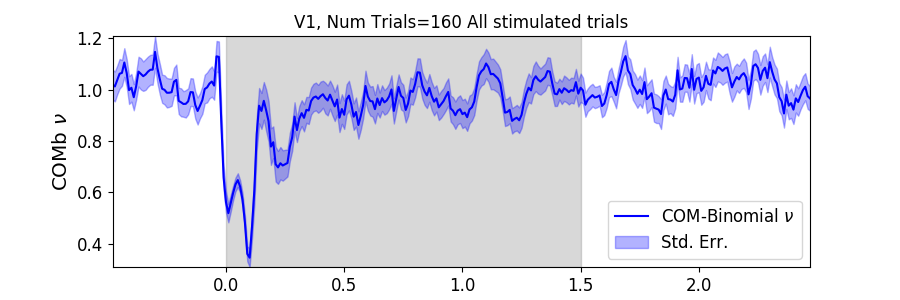 V1, Num Trials=160 All stimulated trials
COMb ν
1.2
1.0
0.8
0.6
0.4
COM-Binomial ν
Std. Err.
0.0 0.5 1.0 1.5 2.0